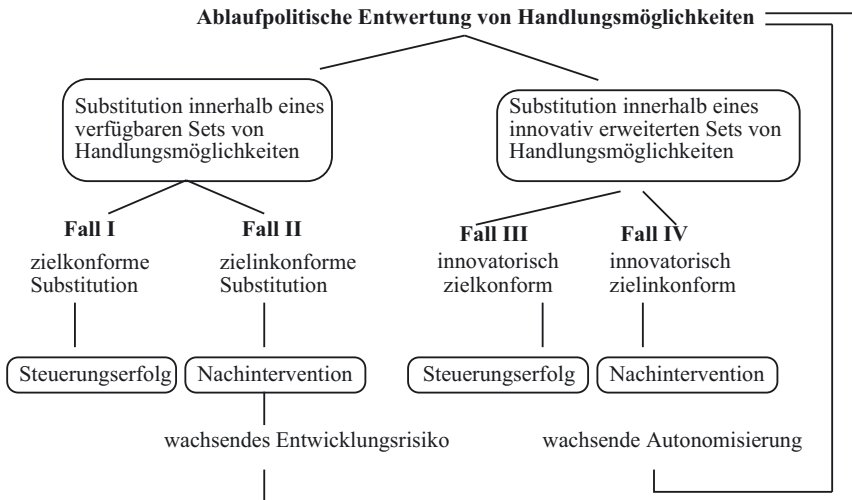 Ablaufpolitische Entwertung von Handlungsmöglichkeiten
Substitution innerhalb eines
verfügbaren Sets von
Handlungsmöglichkeiten
Substitution innerhalb eines
innovativ erweiterten Sets von
Handlungsmöglichkeiten
Fall I
zielkonforme
Substitution
Fall II
zielinkonforme
Substitution
Fall III
innovatorisch
zielkonform
Fall IV
innovatorisch
zielinkonform
Steuerungserfolg
Nachintervention
Steuerungserfolg
Nachintervention
wachsendes Entwicklungsrisiko
wachsende Autonomisierung